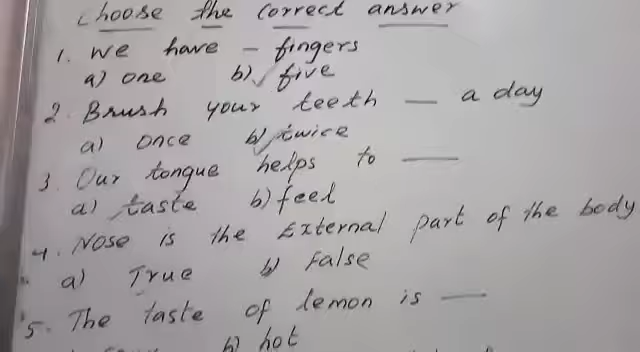 Choose the correct answer
1. We have - fingers
a) one b) five
2. Brush your teeth — a day
a) once b) twice
3. Our tongue helps to —
a) taste b) feel
4. Nose is the External part of the body
a) True b) False
5. The taste of lemon is —
b) hot